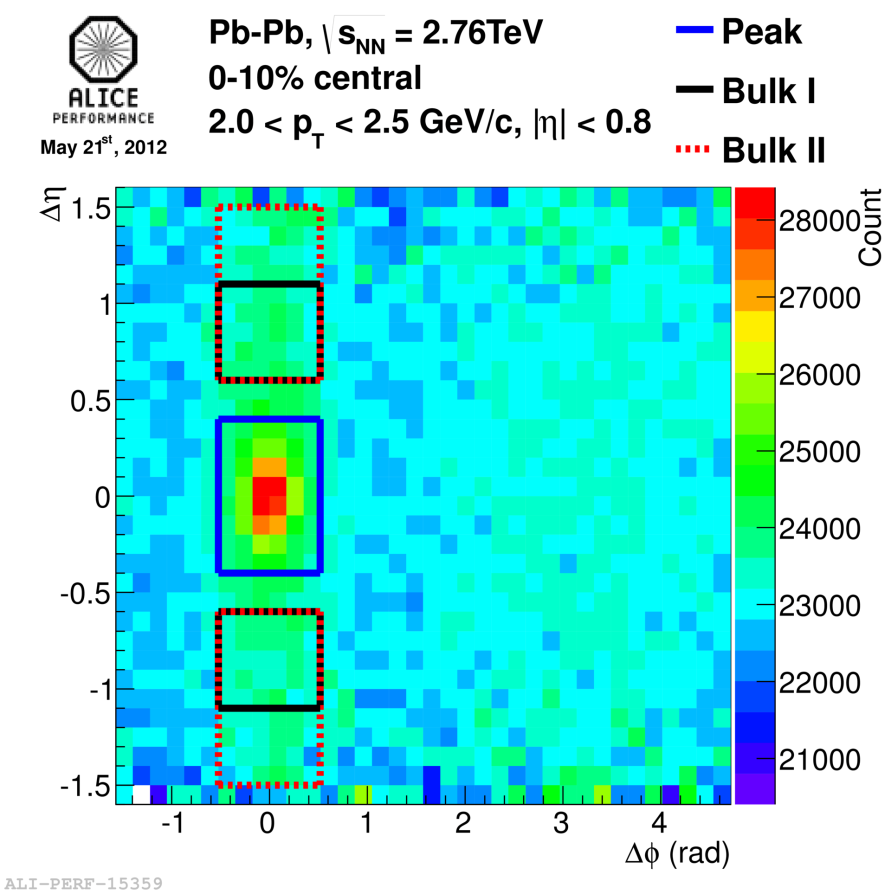 ALICE
PERFORMANCE
May 21st, 2012
Pb-Pb, √sNN = 2.76TeV
0-10% central
2.0 < pT < 2.5 GeV/c, |η| < 0.8
Peak
Bulk I
Bulk II
Δη
1.5
1
0.5
0
-0.5
-1
-1.5
-1 0 1 2 3 4
Δϕ (rad)
Count
28000
27000
26000
25000
24000
23000
22000
21000
ALI-PERF-15359